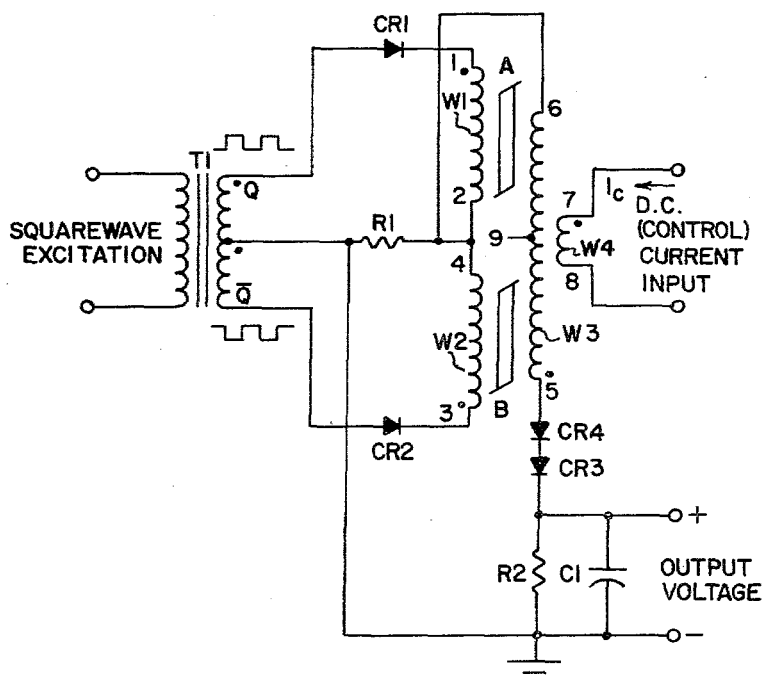 CR1
1
A
W1
6
T1
Q
2
7
I_c
SQUAREWAVE
EXCITATION
R1
9
D.C.
(CONTROL)
CURRENT
INPUT
4
W4
8
Q̅
W2
W3
3
B
5
CR2
CR4
CR3
+
R2
C1
OUTPUT
VOLTAGE
-